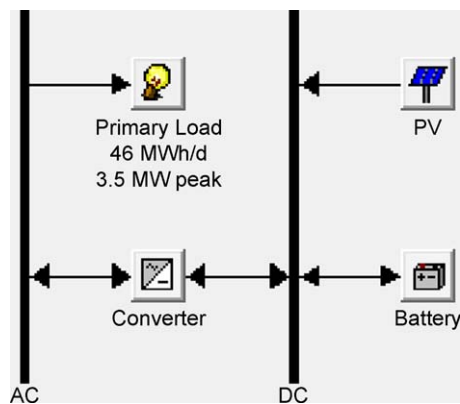 Primary Load
46 MWh/d
3.5 MW peak
PV
Converter
Battery
AC
DC